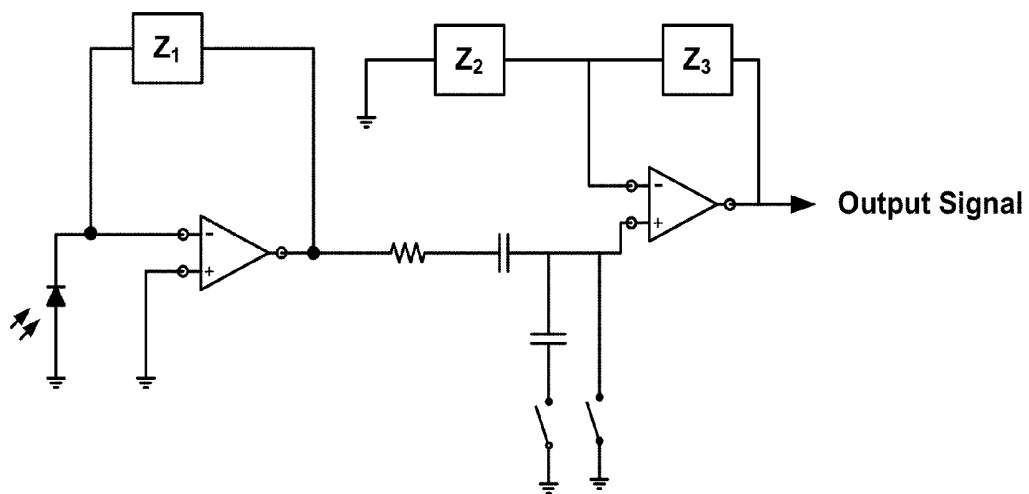 Z1
Z2
Z3
-
+
-
+
Output Signal